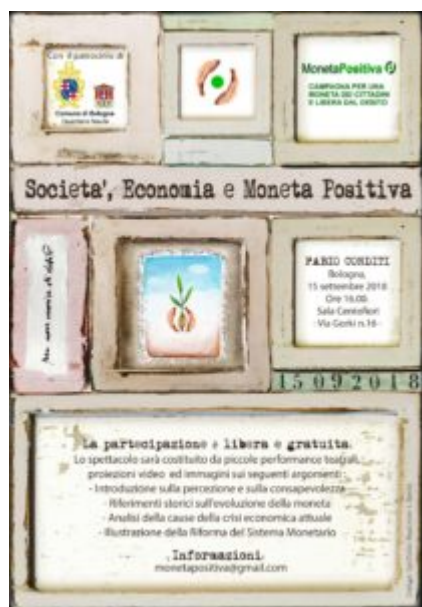 Con il patrocinio di
Comune di Bologna
Quartiere Navile
MonetaPositiva
CAMPAGNA PER UNA
MONETA DEI CITTADINI
E LIBERA DAL DEBITO
Societa', Economia e Moneta Positiva
FABIO CONDITI
Bologna,
15 settembre 2018
Ore 16.00
Sala Centofiori
Via Gorki n.16
15092018
La partecipazione e libera e gratuita
Lo spettacolo sarà costituito da piccole performance teatrali,
proiezioni video ed immagini sui seguenti argomenti:
- Introduzione sulla percezione e sulla consapevolezza
- Riferimenti storici sull'evoluzione della moneta
- Analisi della cause della crisi economica attuale
- Illustrazione della Riforma del Sistema Monetario
Informazioni
monetapositiva@gmail.com